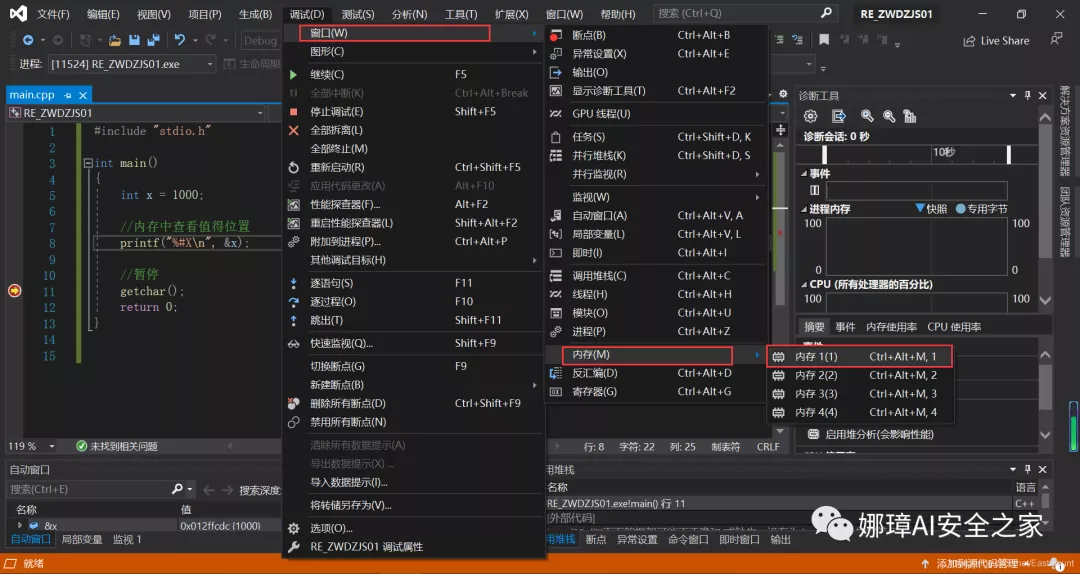 文件(F) 编辑(E) 视图(V) 项目(P) 生成(B) 调试(D) 测试(S) 分析(N) 工具(T) 扩展(X) 窗口(W) 帮助(H) 搜索 (Ctrl+Q) RE_ZWDZJS01
Debug
Live Share
进程: [11524] RE_ZWDZJS01.exe 生命周期
main.cpp
RE_ZWDZJS01
1 #include "stdio.h"
2
3 int main()
4 {
5 int x = 1000;
6
7 //内存中查看值得位置
8 printf("%#X\n", &x);
9
10 //暂停
11 getchar();
12 return 0;
13 }
14
15
119 %
未找到相关问题
窗口(W)
图形(C)
继续(C) F5
全部中断(K) Ctrl+Alt+Break
停止调试(E) Shift+F5
全部拆离(L)
全部终止(M)
重新启动(R) Ctrl+Shift+F5
应用代码更改(A) Alt+F10
性能探查器(F)... Alt+F2
重启性能探查器(L) Shift+Alt+F2
附加到进程(P)... Ctrl+Alt+P
其他调试目标(H)
逐语句(S) F11
逐过程(O) F10
跳出(T) Shift+F11
快速监视(Q)... Shift+F9
切换断点(G) F9
新建断点(B)
删除所有断点(D) Ctrl+Shift+F9
禁用所有断点(N)
清除所有数据提示(A)
导出数据提示(X) ...
导入数据提示(I)...
将转储另存为(V)...
选项(O)...
RE_ZWDZJS01 调试属性
断点(B) Ctrl+Alt+B
异常设置(X) Ctrl+Alt+E
输出(O)
显示诊断工具(T) Ctrl+Alt+F2
GPU 线程(U)
任务(S) Ctrl+Shift+D, K
并行堆栈(K) Ctrl+Shift+D, S
并行监视(R)
监视(W)
自动窗口(A) Ctrl+Alt+V, A
局部变量(L) Ctrl+Alt+V, L
即时(I) Ctrl+Alt+I
调用堆栈(C) Ctrl+Alt+C
线程(H) Ctrl+Alt+H
模块(O) Ctrl+Alt+U
进程(P) Ctrl+Alt+Z
内存(M)
反汇编(D) Ctrl+Alt+D
寄存器(G) Ctrl+Alt+G
内存 1(1) Ctrl+Alt+M, 1
内存 2(2) Ctrl+Alt+M, 2
内存 3(3) Ctrl+Alt+M, 3
内存 4(4) Ctrl+Alt+M, 4
诊断工具
诊断会话: 0 秒
10秒
事件
进程内存 快照 专用字节
100 100
0 0
CPU (所有处理器的百分比)
100 100
摘要 事件 内存使用率 CPU 使用率
启用堆分析(会影响性能)
解决方案资源管理器
团队资源管理器
行: 8 字符: 22 列: 25 制表符 CRLF
自动窗口
搜索(Ctrl+E) 搜索深度:
名称 值
&x 0x012ffcdc {1000}
自动窗口 局部变量 监视 1
用堆栈
名称 语言
RE_ZWDZJS01.exe!main() 行 11 C++
[外部代码]
用堆栈 断点 异常设置 命令窗口 即时窗口 输出
娜璋AI安全之家
就绪 添加到源代码管理